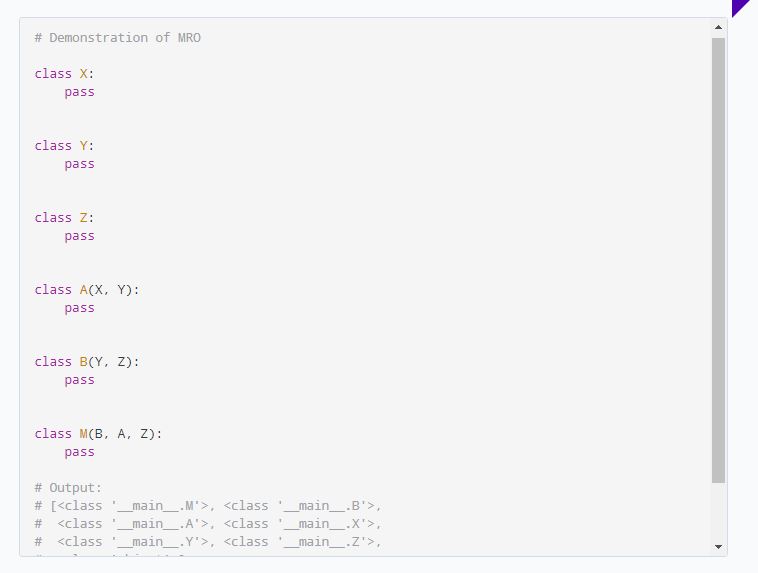 # Demonstration of MRO
class X:
    pass
class Y:
    pass
class Z:
    pass
class A(X, Y):
    pass
class B(Y, Z):
    pass
class M(B, A, Z):
    pass
# Output:
# [<class '__main__.M'>, <class '__main__.B'>,
#  <class '__main__.A'>, <class '__main__.X'>,
#  <class '__main__.Y'>, <class '__main__.Z'>,